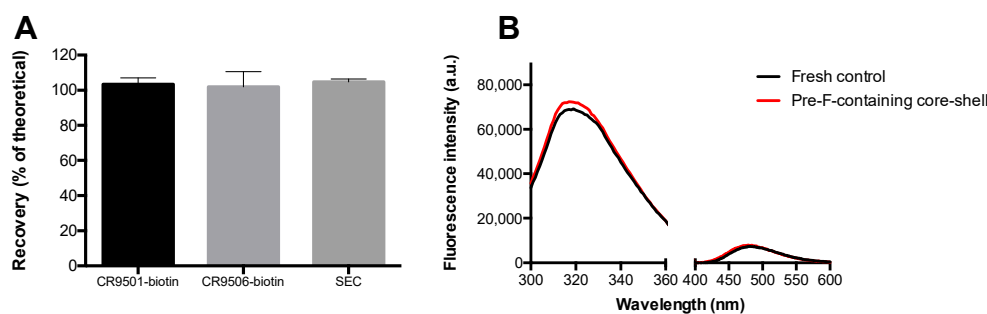 A
Recovery (% of theoretical)
120
100
80
60
40
20
0
CR9501-biotin CR9506-biotin SEC
B
Fluorescence intensity (a.u.)
80,000
60,000
40,000
20,000
0
300 320 340 360 400 450 500 550 600
Wavelength (nm)
Fresh control
Pre-F-containing core-shell